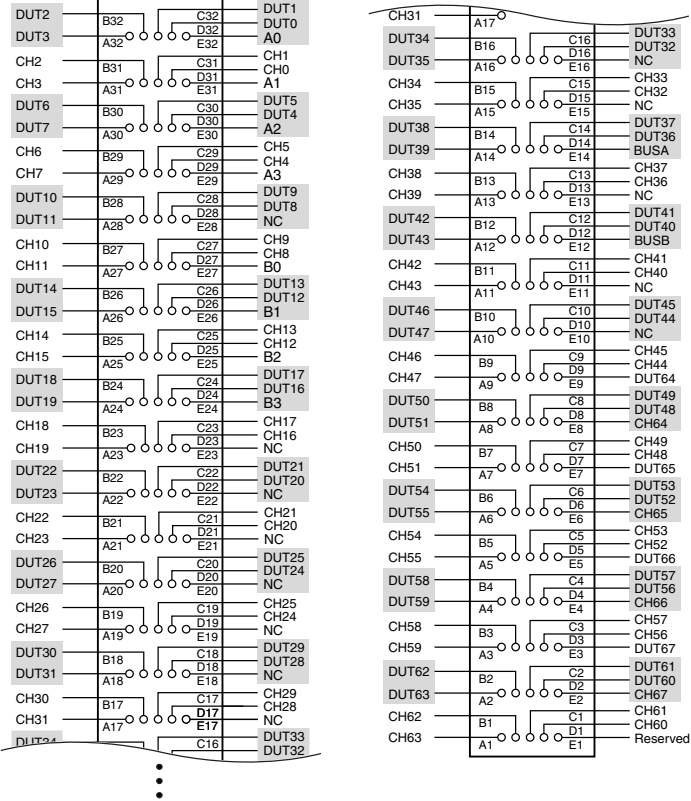 DUT2 B32 C32 DUT1
D32 DUT0
DUT3 A32 E32 A0
CH2 B31 C31 CH1
D31 CH0
CH3 A31 E31 A1
DUT6 B30 C30 DUT5
D30 DUT4
DUT7 A30 E30 A2
CH6 B29 C29 CH5
D29 CH4
CH7 A29 E29 A3
DUT10 B28 C28 DUT9
D28 DUT8
DUT11 A28 E28 NC
CH10 B27 C27 CH9
D27 CH8
CH11 A27 E27 B0
DUT14 B26 C26 DUT13
D26 DUT12
DUT15 A26 E26 B1
CH14 B25 C25 CH13
D25 CH12
CH15 A25 E25 B2
DUT18 B24 C24 DUT17
D24 DUT16
DUT19 A24 E24 B3
CH18 B23 C23 CH17
D23 CH16
CH19 A23 E23 NC
DUT22 B22 C22 DUT21
D22 DUT20
DUT23 A22 E22 NC
CH22 B21 C21 CH21
D21 CH20
CH23 A21 E21 NC
DUT26 B20 C20 DUT25
D20 DUT24
DUT27 A20 E20 NC
CH26 B19 C19 CH25
D19 CH24
CH27 A19 E19 NC
DUT30 B18 C18 DUT29
D18 DUT28
DUT31 A18 E18 NC
CH30 B17 C17 CH29
D17 CH28
CH31 A17 E17 NC
DUT34 C16 DUT33
DUT32
CH31 A17
DUT34 B16 C16 DUT33
D16 DUT32
DUT35 A16 E16 NC
CH34 B15 C15 CH33
D15 CH32
CH35 A15 E15 NC
DUT38 B14 C14 DUT37
D14 DUT36
DUT39 A14 E14 BUSA
CH38 B13 C13 CH37
D13 CH36
CH39 A13 E13 NC
DUT42 B12 C12 DUT41
D12 DUT40
DUT43 A12 E12 BUSB
CH42 B11 C11 CH41
D11 CH40
CH43 A11 E11 NC
DUT46 B10 C10 DUT45
D10 DUT44
DUT47 A10 E10 NC
CH46 B9 C9 CH45
D9 CH44
CH47 A9 E9 DUT64
DUT50 B8 C8 DUT49
D8 DUT48
DUT51 A8 E8 CH64
CH50 B7 C7 CH49
D7 CH48
CH51 A7 E7 DUT65
DUT54 B6 C6 DUT53
D6 DUT52
DUT55 A6 E6 CH65
CH54 B5 C5 CH53
D5 CH52
CH55 A5 E5 DUT66
DUT58 B4 C4 DUT57
D4 DUT56
DUT59 A4 E4 CH66
CH58 B3 C3 CH57
D3 CH56
CH59 A3 E3 DUT67
DUT62 B2 C2 DUT61
D2 DUT60
DUT63 A2 E2 CH67
CH62 B1 C1 CH61
D1 CH60
CH63 A1 E1 Reserved